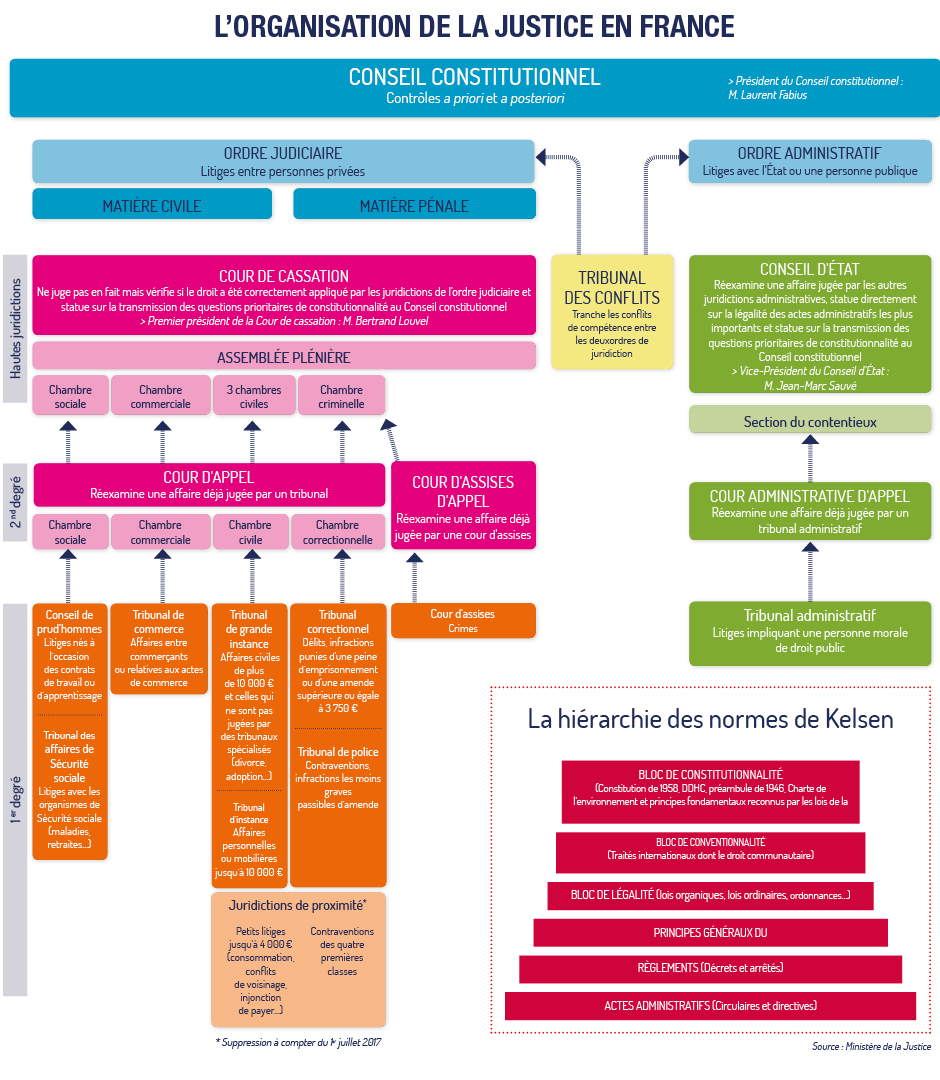 L'ORGANISATION DE LA JUSTICE EN FRANCE
CONSEIL CONSTITUTIONNEL
Contrôles a priori et a posteriori
> Président du Conseil constitutionnel :
M. Laurent Fabius
ORDRE JUDICIAIRE
Litiges entre personnes privées
MATIÈRE CIVILE
MATIÈRE PÉNALE
ORDRE ADMINISTRATIF
Litiges avec l'État ou une personne publique
Hautes juridictions
COUR DE CASSATION
Ne juge pas en fait mais vérifie si le droit a été correctement appliqué par les juridictions de l'ordre judiciaire et
statue sur la transmission des questions prioritaires de constitutionnalité au Conseil constitutionnel
> Premier président de la Cour de cassation : M. Bertrand Louvel
ASSEMBLÉE PLÉNIÈRE
Chambre
sociale
Chambre
commerciale
3 chambres
civiles
Chambre
criminelle
TRIBUNAL
DES CONFLITS
Tranche les conflits
de compétence entre
les deuxordres de
juridiction
CONSEIL D'ÉTAT
Réexamine une affaire jugée par les autres
juridictions administratives, statue directement
sur la légalité des actes administratifs les plus
importants et statue sur la transmission des
questions prioritaires de constitutionnalité au
Conseil constitutionnel
> Vice-Président du Conseil d'État :
M. Jean-Marc Sauvé
Section du contentieux
2nd degré
COUR D'APPEL
Réexamine une affaire déjà jugée par un tribunal
Chambre
sociale
Chambre
commerciale
Chambre
civile
Chambre
correctionnelle
COUR D'ASSISES
D'APPEL
Réexamine une affaire déjà
jugée par une cour d'assises
COUR ADMINISTRATIVE D'APPEL
Réexamine une affaire déjà jugée par un
tribunal administratif
1er degré
Conseil de
prud'hommes
Litiges nés à
l'occasion
des contrats
de travail ou
d'apprentissage
Tribunal des
affaires de
Sécurité
sociale
Litiges avec les
organismes de
Sécurité sociale
(maladies,
retraites...)
Tribunal de
commerce
Affaires entre
commerçants
ou relatives aux actes
de commerce
Tribunal
de grande
instance
Affaires civiles
de plus
de 10 000 €
et celles qui
ne sont pas
jugées par
des tribunaux
spécialisés
(divorce,
adoption...)
Tribunal
d'instance
Affaires
personnelles
ou mobilières
jusqu'à 10 000 €
Tribunal
correctionnel
Délits, infractions
punies d'une peine
d'emprisonnement
ou d'une amende
supérieure ou égale
à 3 750 €
Tribunal de police
Contraventions,
infractions les moins
graves
passibles d'amende
Cour d'assises
Crimes
Tribunal administratif
Litiges impliquant une personne morale
de droit public
Juridictions de proximité*
Petits litiges
jusqu'à 4 000 €
(consommation,
conflits
de voisinage,
injonction
de payer...)
Contraventions
des quatre
premières
classes
* Suppression à compter du 1er juillet 2017
La hiérarchie des normes de Kelsen
BLOC DE CONSTITUTIONNALITÉ
(Constitution de 1958, DDHC, préambule de 1946, Charte de
l'environnement et principes fondamentaux reconnus par les lois de la
BLOC DE CONVENTIONNALITÉ
(Traités internationaux dont le droit communautaire)
BLOC DE LÉGALITÉ (lois organiques, lois ordinaires, ordonnances...)
PRINCIPES GÉNÉRAUX DU
RÈGLEMENTS (Décrets et arrêtés)
ACTES ADMINISTRATIFS (Circulaires et directives)
Source : Ministère de la Justice